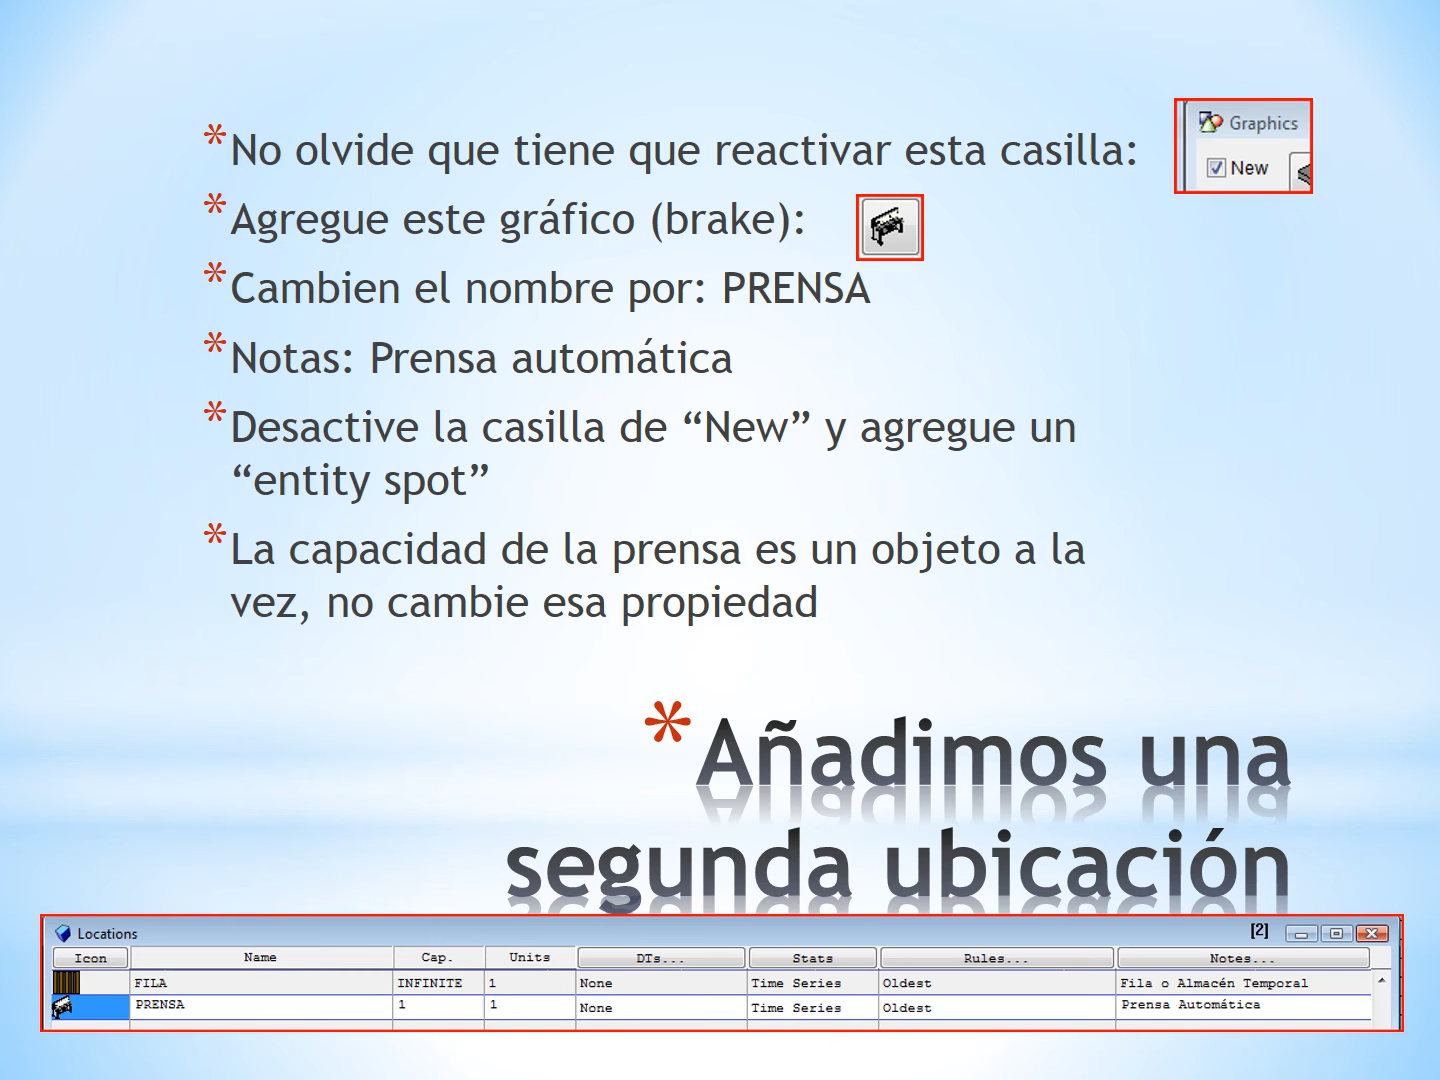 * No olvide que tiene que reactivar esta casilla:
Graphics
New
* Agregue este gráfico (brake):
* Cambien el nombre por: PRENSA
* Notas: Prensa automática
* Desactive la casilla de “New” y agregue un
“entity spot”
* La capacidad de la prensa es un objeto a la
vez, no cambie esa propiedad
* Añadimos una
segunda ubicación
Locations [2]
Icon Name Cap. Units DTs... Stats Rules... Notes...
FILA INFINITE 1 None Time Series Oldest Fila o Almacén Temporal
PRENSA 1 1 None Time Series Oldest Prensa Automática